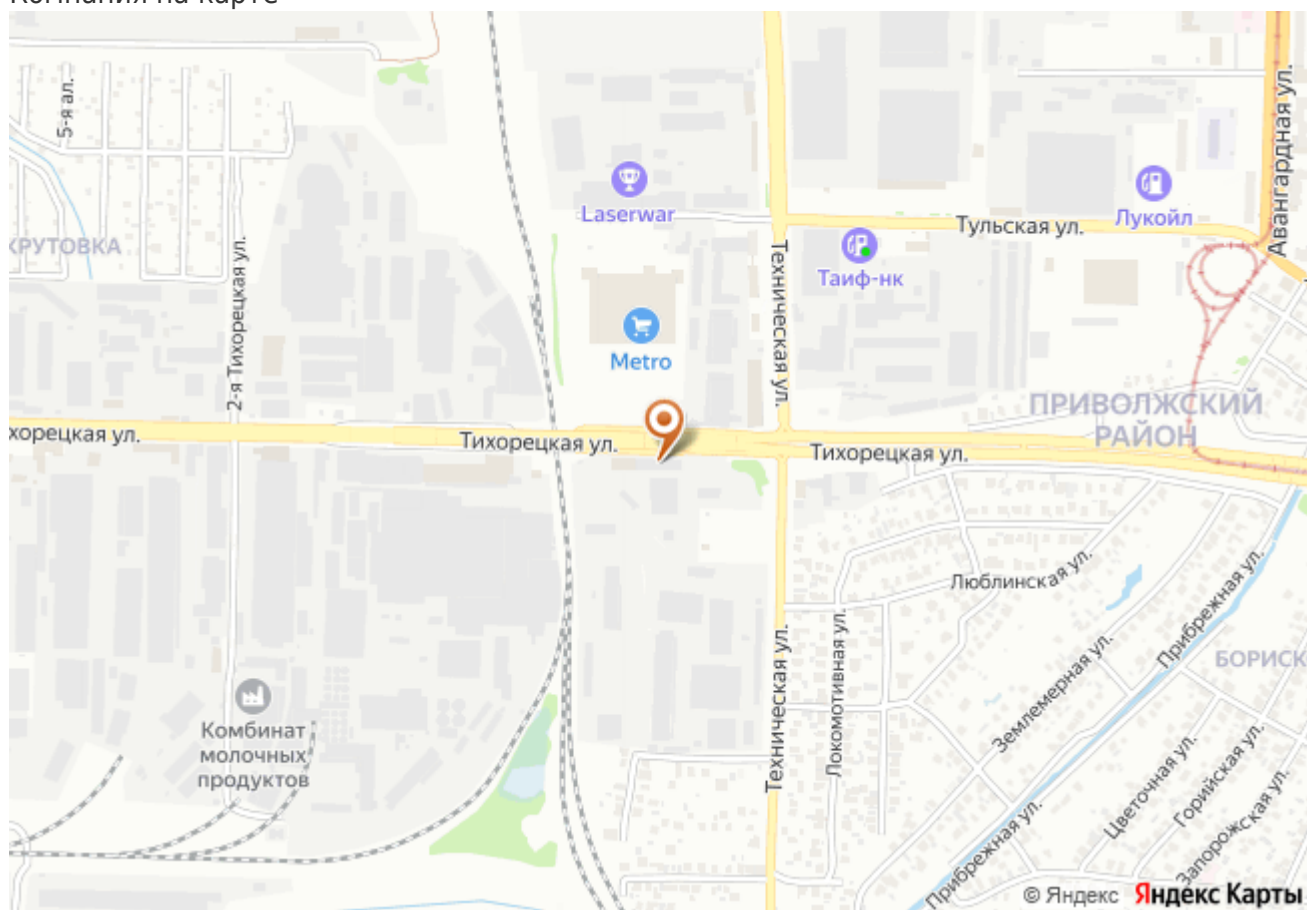 Компания на карте
5-я ал.
Авангардная ул.
Laserwar
Лукойл
Тульская ул.
КРУТОВКА
2-я Тихорецкая ул.
Таиф-нк
Техническая ул.
Metro
ПРИВОЛЖСКИЙ
РАЙОН
хорецкая ул.
Тихорецкая ул.
Тихорецкая ул.
Люблинская ул.
Прибрежная ул.
Локомотивная ул.
Техническая ул.
Землемерная ул.
БОРИСК
Комбинат
молочных
продуктов
Цветочная ул.
Горийская ул.
Запорожская ул.
Прибрежная ул.
© Яндекс Яндекс Карты